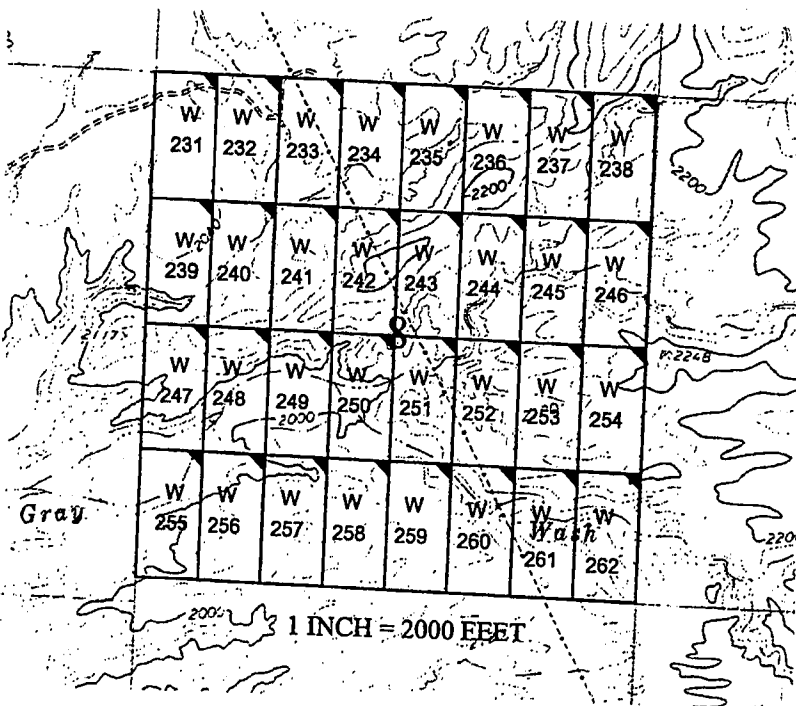 W W W W W W W W
231 232 233 234 235 236 237 238
2200
2200
W W W W W W W W
239 240 241 242 243 244 245 246
8
2248
W W W W W W W W
247 248 249 250 251 252 253 254
2000
W W W W W W W W
255 256 257 258 259 260 261 262
Gray Wash
1 INCH = 2000 FEET